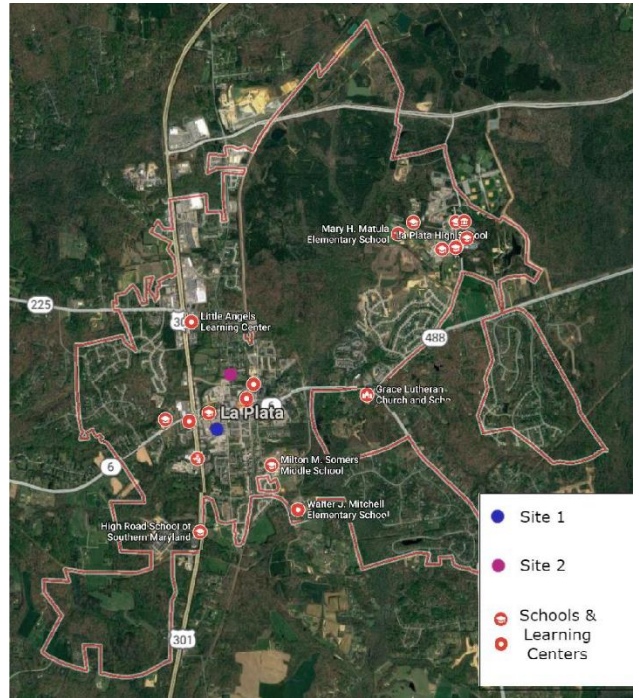 Mary H. Matula
Elementary School
La Plata High School
225
30
Little Angels
Learning Center
488
Grace Lutheran
Church and Scho
La Plata
6
6
Milton M. Somers
Middle School
Walter J. Mitchell
Elementary School
High Road School of
Southern Maryland
301
Site 1
Site 2
Schools &
Learning
Centers